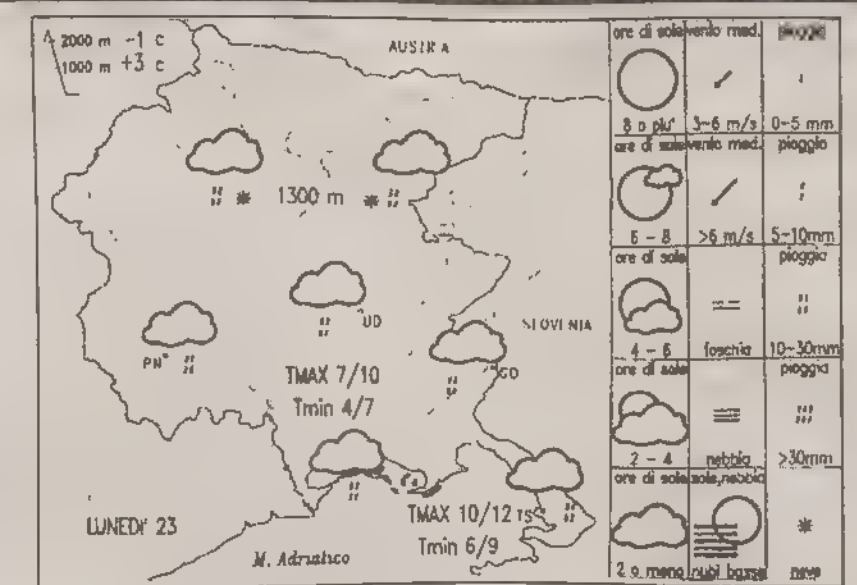 2000 m -1 c
1000 m +3 c
AUSTRIA
1300 m
UD
SLOVENIA
PN
GO
TMAX 7/10
Tmin 4/7
LUNEDI' 23
TMAX 10/12 TS
Tmin 6/9
M. Adriatico
ore di sole vento med. pioggia
8 o piu' 3-6 m/s 0-5 mm
ore di sole vento med. pioggia
6 - 8 >6 m/s 5-10mm
ore di sole pioggia
4 - 6 foschia 10-30mm
ore di sole pioggia
2 - 4 nebbia >30mm
ore di sole sole,nebbia
2 o meno nubi basse neve